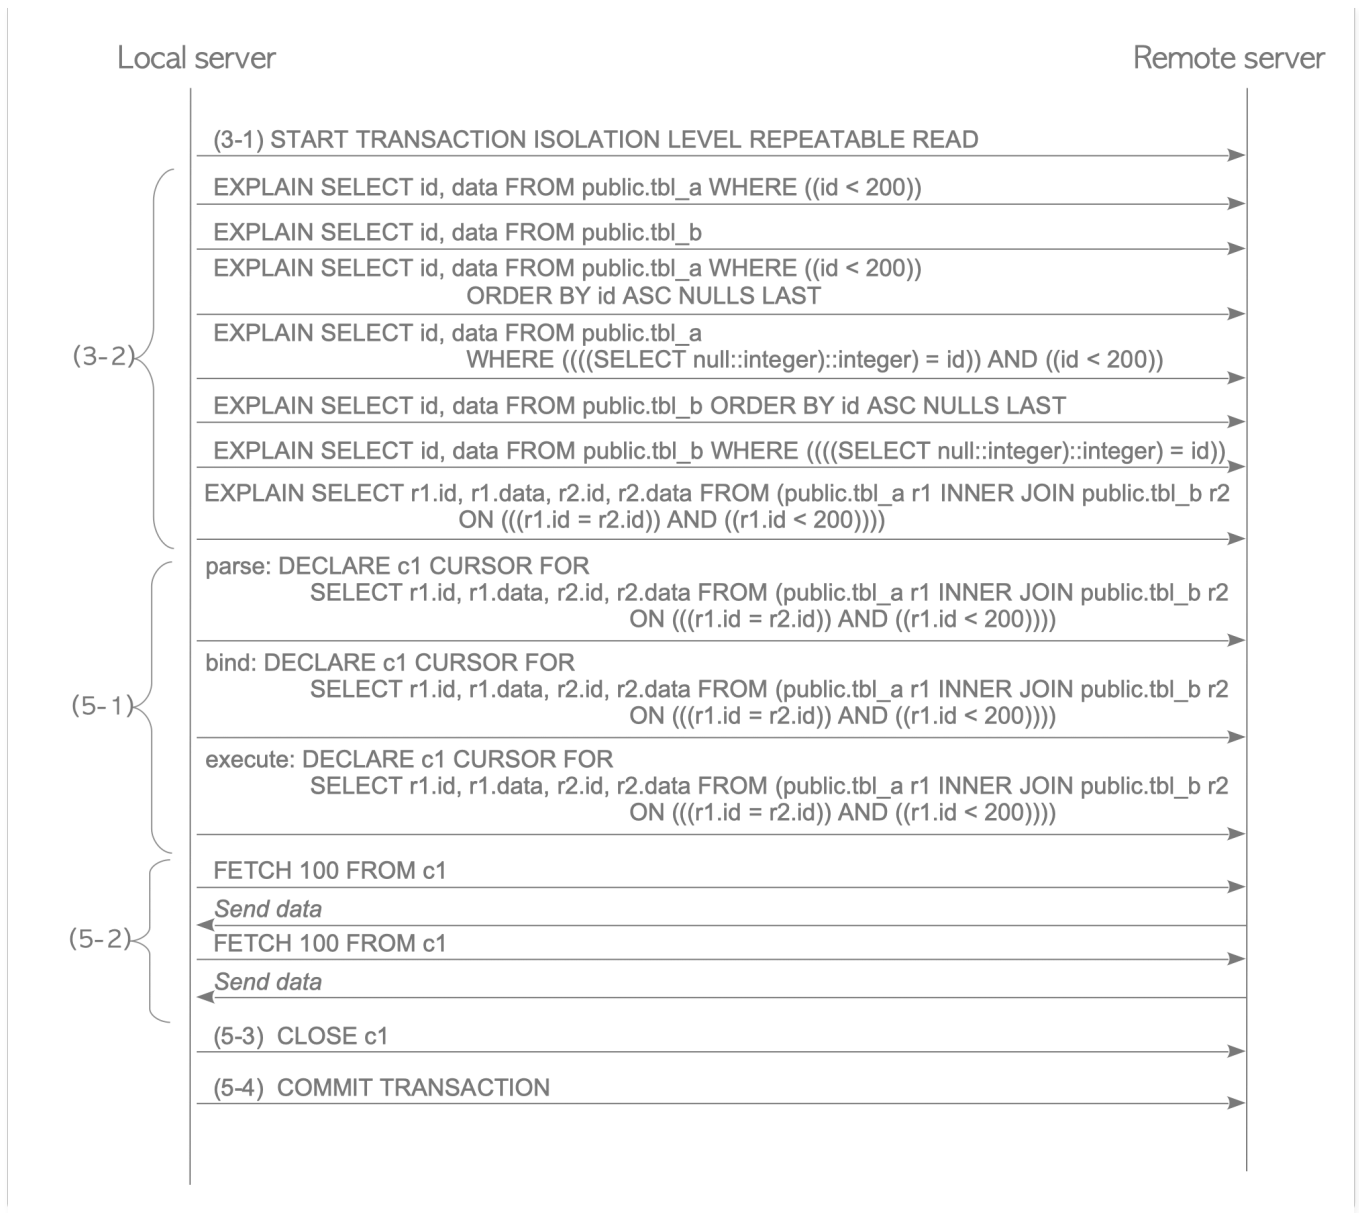 Local server
Remote server
(3-1) START TRANSACTION ISOLATION LEVEL REPEATABLE READ
EXPLAIN SELECT id, data FROM public.tbl_a WHERE ((id < 200))
EXPLAIN SELECT id, data FROM public.tbl_b
EXPLAIN SELECT id, data FROM public.tbl_a WHERE ((id < 200))
ORDER BY id ASC NULLS LAST
EXPLAIN SELECT id, data FROM public.tbl_a
(3-2)
WHERE ((((SELECT null::integer)::integer) = id)) AND ((id < 200))
EXPLAIN SELECT id, data FROM public.tbl_b ORDER BY id ASC NULLS LAST
EXPLAIN SELECT id, data FROM public.tbl_b WHERE ((((SELECT null::integer)::integer) = id))
EXPLAIN SELECT r1.id, r1.data, r2.id, r2.data FROM (public.tbl_a r1 INNER JOIN public.tbl_b r2
ON (((r1.id = r2.id)) AND ((r1.id < 200))))
parse: DECLARE c1 CURSOR FOR
SELECT r1.id, r1.data, r2.id, r2.data FROM (public.tbl_a r1 INNER JOIN public.tbl_b r2
ON (((r1.id = r2.id)) AND ((r1.id < 200))))
bind: DECLARE c1 CURSOR FOR
SELECT r1.id, r1.data, r2.id, r2.data FROM (public.tbl_a r1 INNER JOIN public.tbl_b r2
(5-1)
ON (((r1.id = r2.id)) AND ((r1.id < 200))))
execute: DECLARE c1 CURSOR FOR
SELECT r1.id, r1.data, r2.id, r2.data FROM (public.tbl_a r1 INNER JOIN public.tbl_b r2
ON (((r1.id = r2.id)) AND ((r1.id < 200))))
FETCH 100 FROM c1
Send data
(5-2)
FETCH 100 FROM c1
Send data
(5-3) CLOSE c1
(5-4) COMMIT TRANSACTION